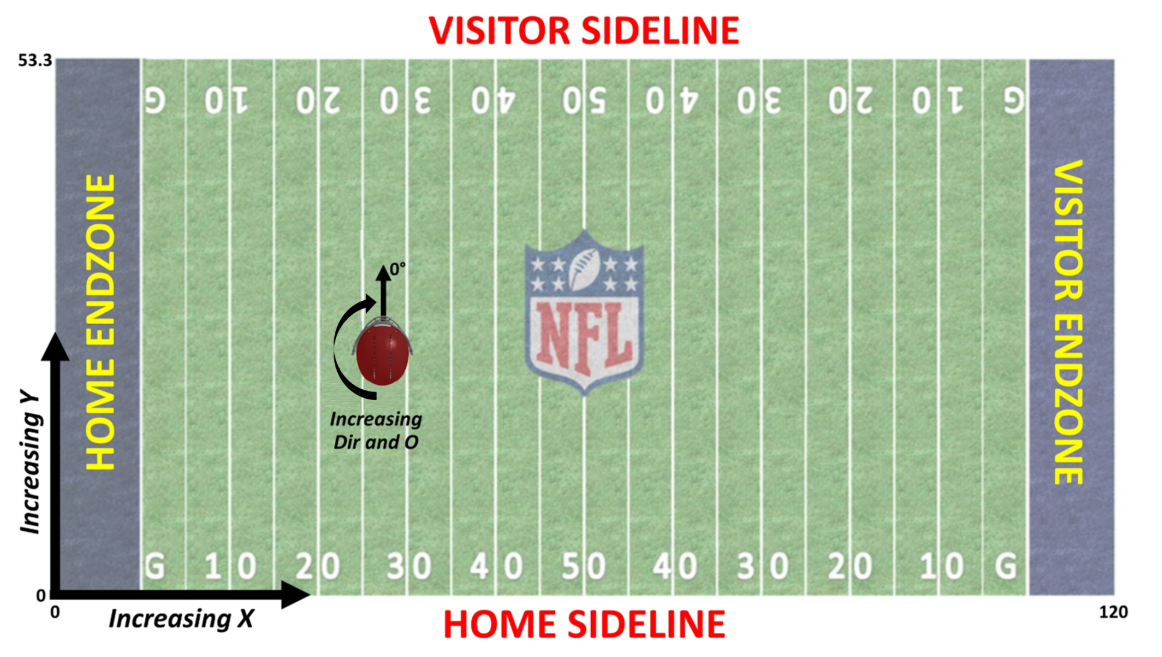 VISITOR SIDELINE
53.3
G 10 20 30 40 50 40 30 20 10 G
HOME ENDZONE
VISITOR ENDZONE
0°
NFL
Increasing
Dir and O
Increasing Y
G 10 20 30 40 50 40 30 20 10 G
0
0
Increasing X
120
HOME SIDELINE